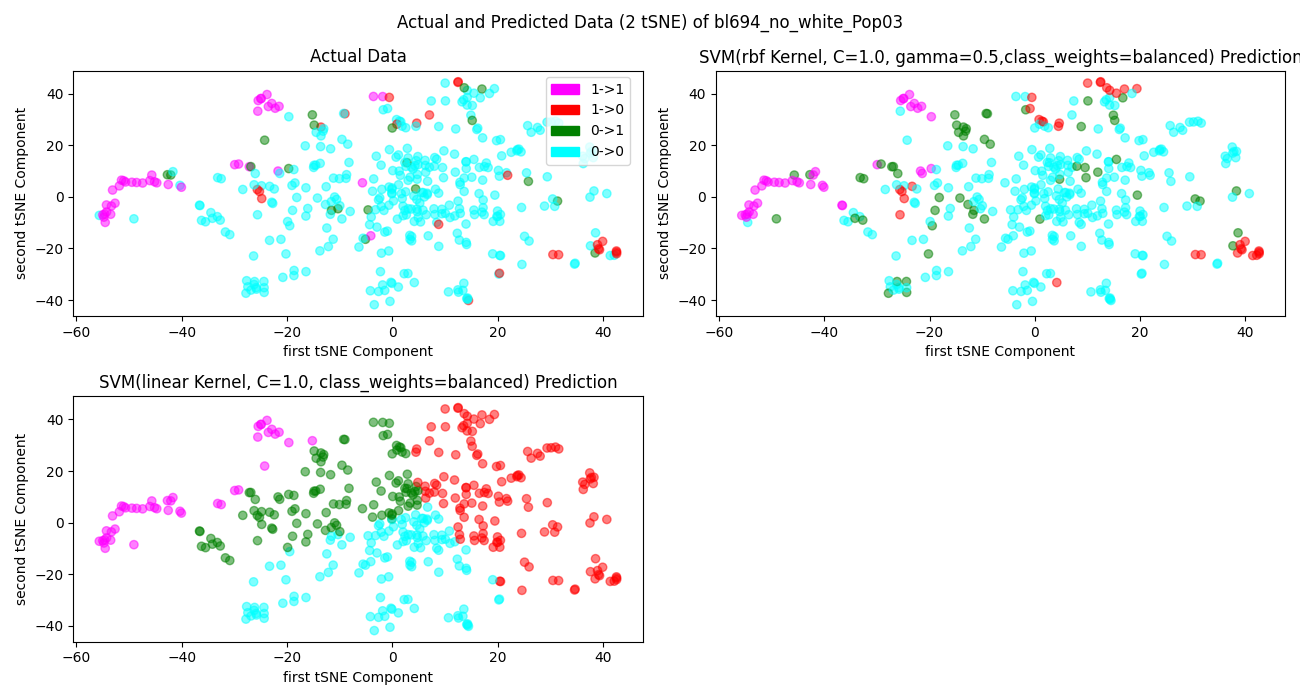 Actual and Predicted Data (2 tSNE) of bl694_no_white_Pop03
Actual Data
second tSNE Component
40
20
0
−20
−40
1->1
1->0
0->1
0->0
−60 −40 −20 0 20 40
first tSNE Component
SVM(rbf Kernel, C=1.0, gamma=0.5,class_weights=balanced) Prediction
second tSNE Component
40
20
0
−20
−40
−60 −40 −20 0 20 40
first tSNE Component
SVM(linear Kernel, C=1.0, class_weights=balanced) Prediction
second tSNE Component
40
20
0
−20
−40
−60 −40 −20 0 20 40
first tSNE Component